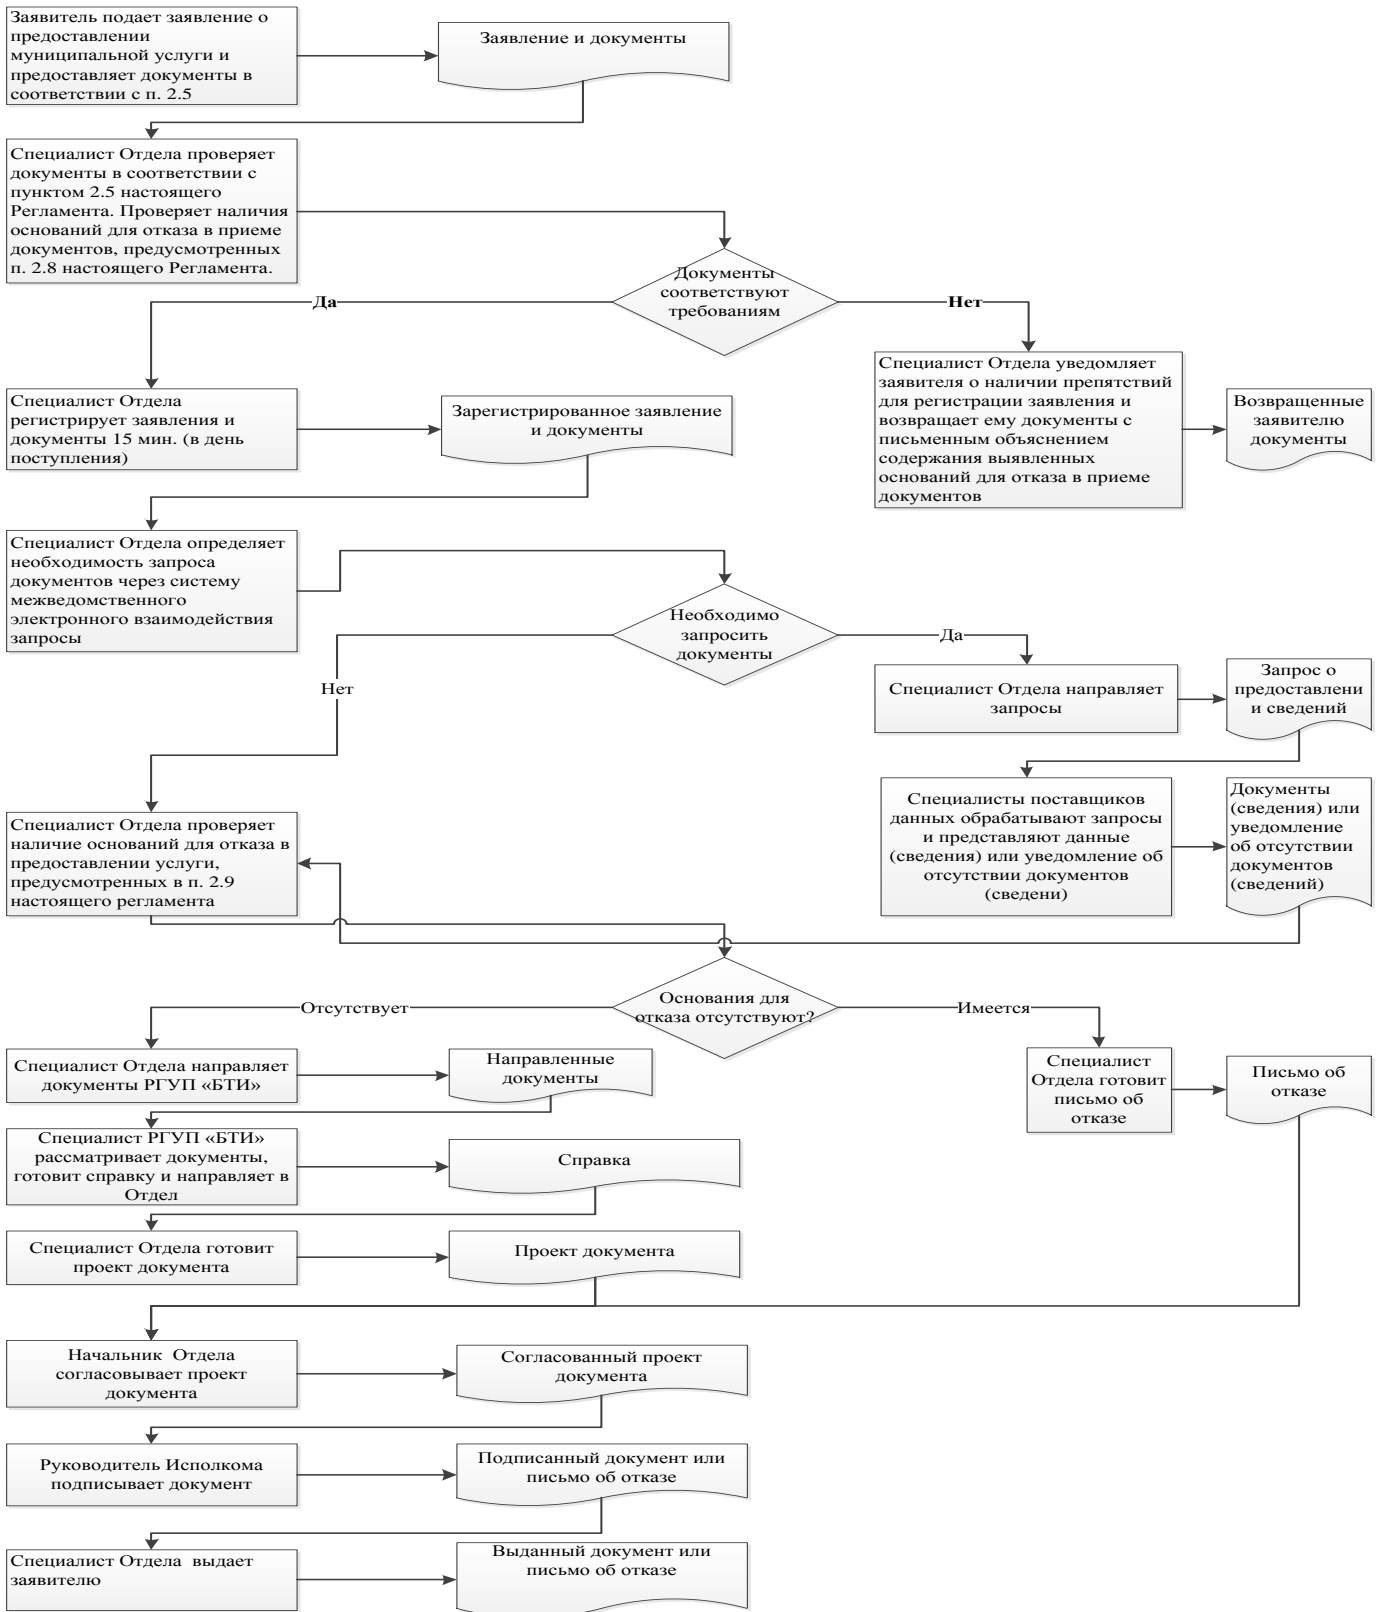 Заявитель подает заявление о
предоставлении
муниципальной услуги и
предоставляет документы в
соответствии с п. 2.5
Заявление и документы
Специалист Отдела проверяет
документы в соответствии с
пунктом 2.5 настоящего
Регламента. Проверяет наличия
оснований для отказа в приеме
документов, предусмотренных
п. 2.8 настоящего Регламента.
Документы
соответствуют
требованиям
Да
Нет
Специалист Отдела
регистрирует заявления и
документы 15 мин. (в день
поступления)
Зарегистрированное заявление
и документы
Специалист Отдела уведомляет
заявителя о наличии препятствий
для регистрации заявления и
возвращает ему документы с
письменным объяснением
содержания выявленных
оснований для отказа в приеме
документов
Возвращенные
заявителю
документы
Специалист Отдела определяет
необходимость запроса
документов через систему
межведомственного
электронного взаимодействия
запросы
Необходимо
запросить
документы
Да
Нет
Специалист Отдела направляет
запросы
Запрос о
предоставлени
и сведений
Специалисты поставщиков
данных обрабатывают запросы
и представляют данные
(сведения) или уведомление об
отсутствии документов
(сведени)
Документы
(сведения) или
уведомление
об отсутствии
документов
(сведений)
Специалист Отдела проверяет
наличие оснований для отказа в
предоставлении услуги,
предусмотренных в п. 2.9
настоящего регламента
Основания для
отказа отсутствуют?
Отсутствует
Имеется
Специалист Отдела направляет
документы РГУП «БТИ»
Направленные
документы
Специалист
Отдела готовит
письмо об
отказе
Письмо об
отказе
Специалист РГУП «БТИ»
рассматривает документы,
готовит справку и направляет в
Отдел
Справка
Специалист Отдела готовит
проект документа
Проект документа
Начальник Отдела
согласовывает проект
документа
Согласованный проект
документа
Руководитель Исполкома
подписывает документ
Подписанный документ или
письмо об отказе
Специалист Отдела выдает
заявителю
Выданный документ или
письмо об отказе